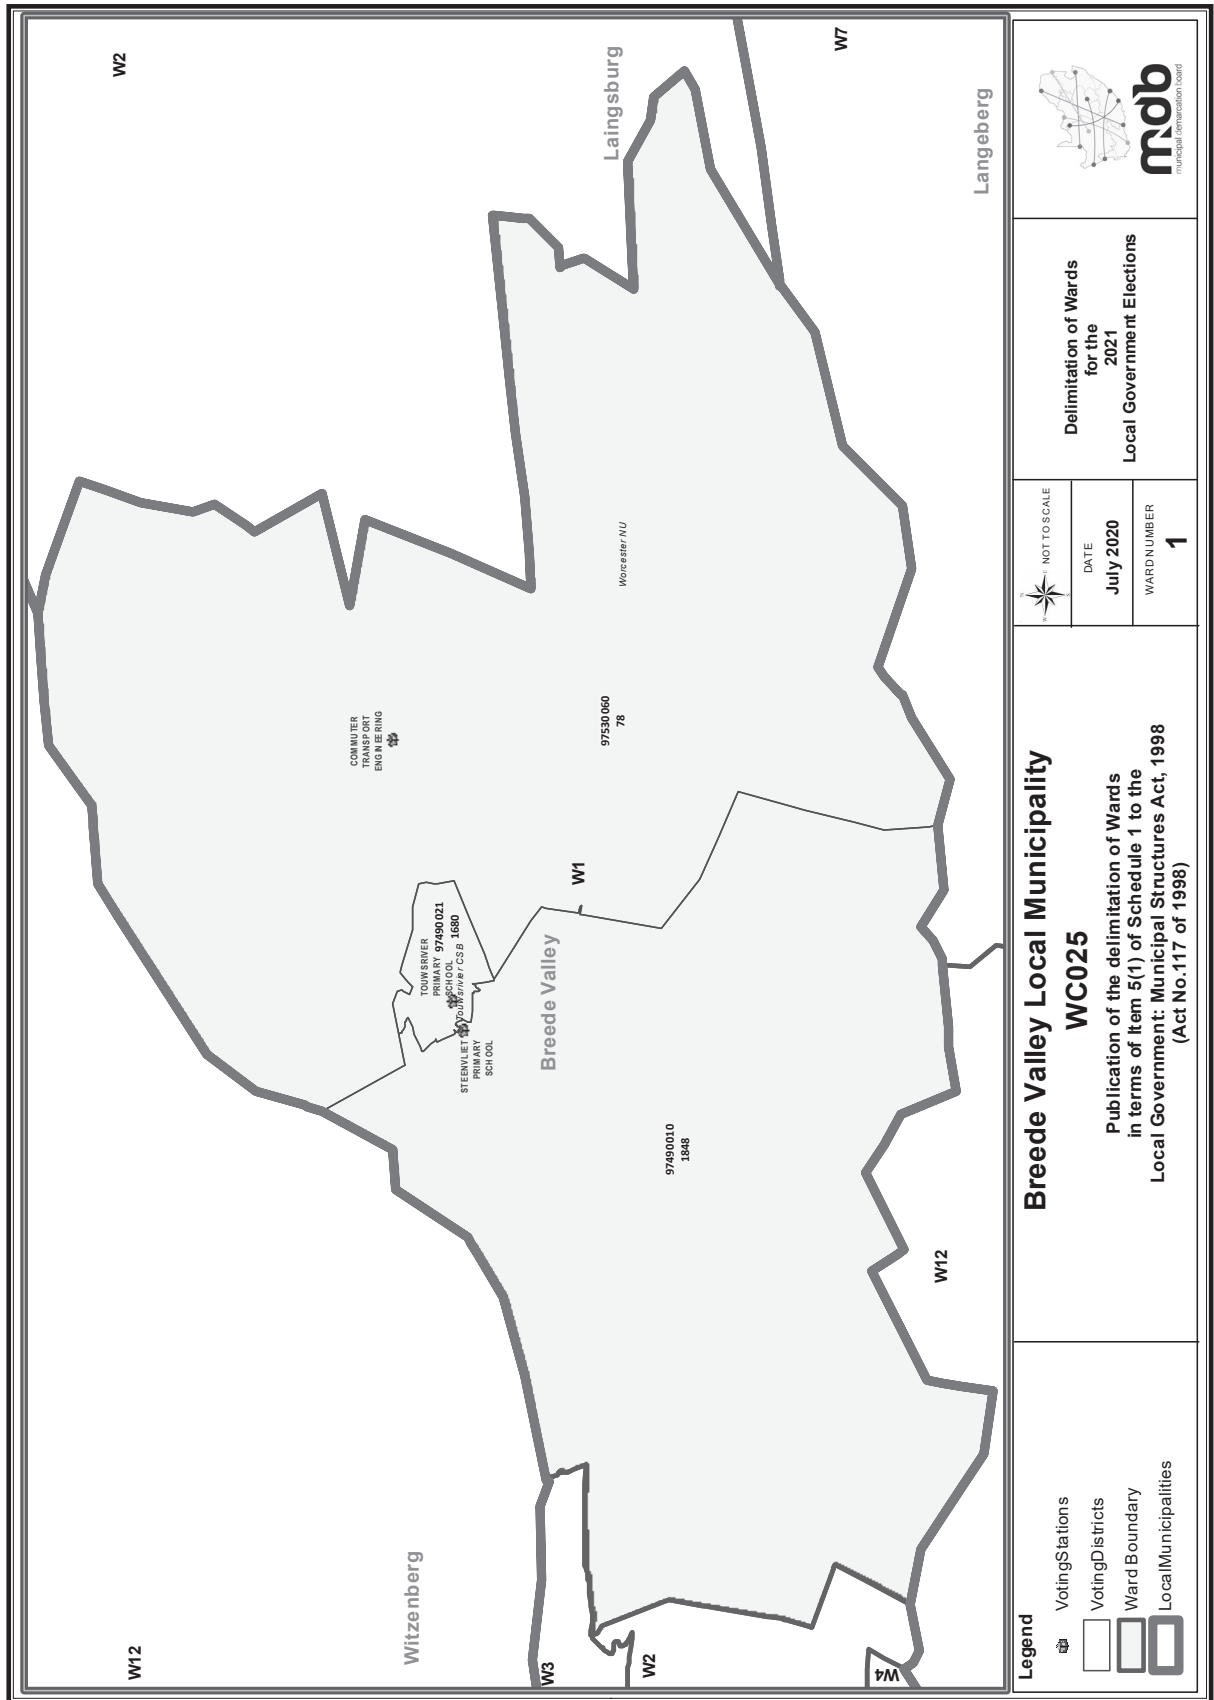 W2
W7
Laingsburg
Langeberg
Worcester NU
COMMUTER
TRANSPORT
ENGINEERING
97530060
78
W1
TOUWSRIVER
PRIMARY
SCHOOL
97490021
1680
Touwsrivier CSB
STEENVLIET
PRIMARY
SCHOOL
Breede Valley
97490010
1848
W12
Witzenberg
W12
W3
W2
W4
Legend
VotingStations
VotingDistricts
Ward Boundary
LocalMunicipalities
Breede Valley Local Municipality
WC025
Publication of the delimitation of Wards
in terms of Item 5(1) of Schedule 1 to the
Local Government: Municipal Structures Act, 1998
(Act No.117 of 1998)
N
W
E
S
NOT TO SCALE
DATE
July 2020
WARDNUMBER
1
Delimitation of Wards
for the
2021
Local Government Elections
mdb
municipal demarcation board